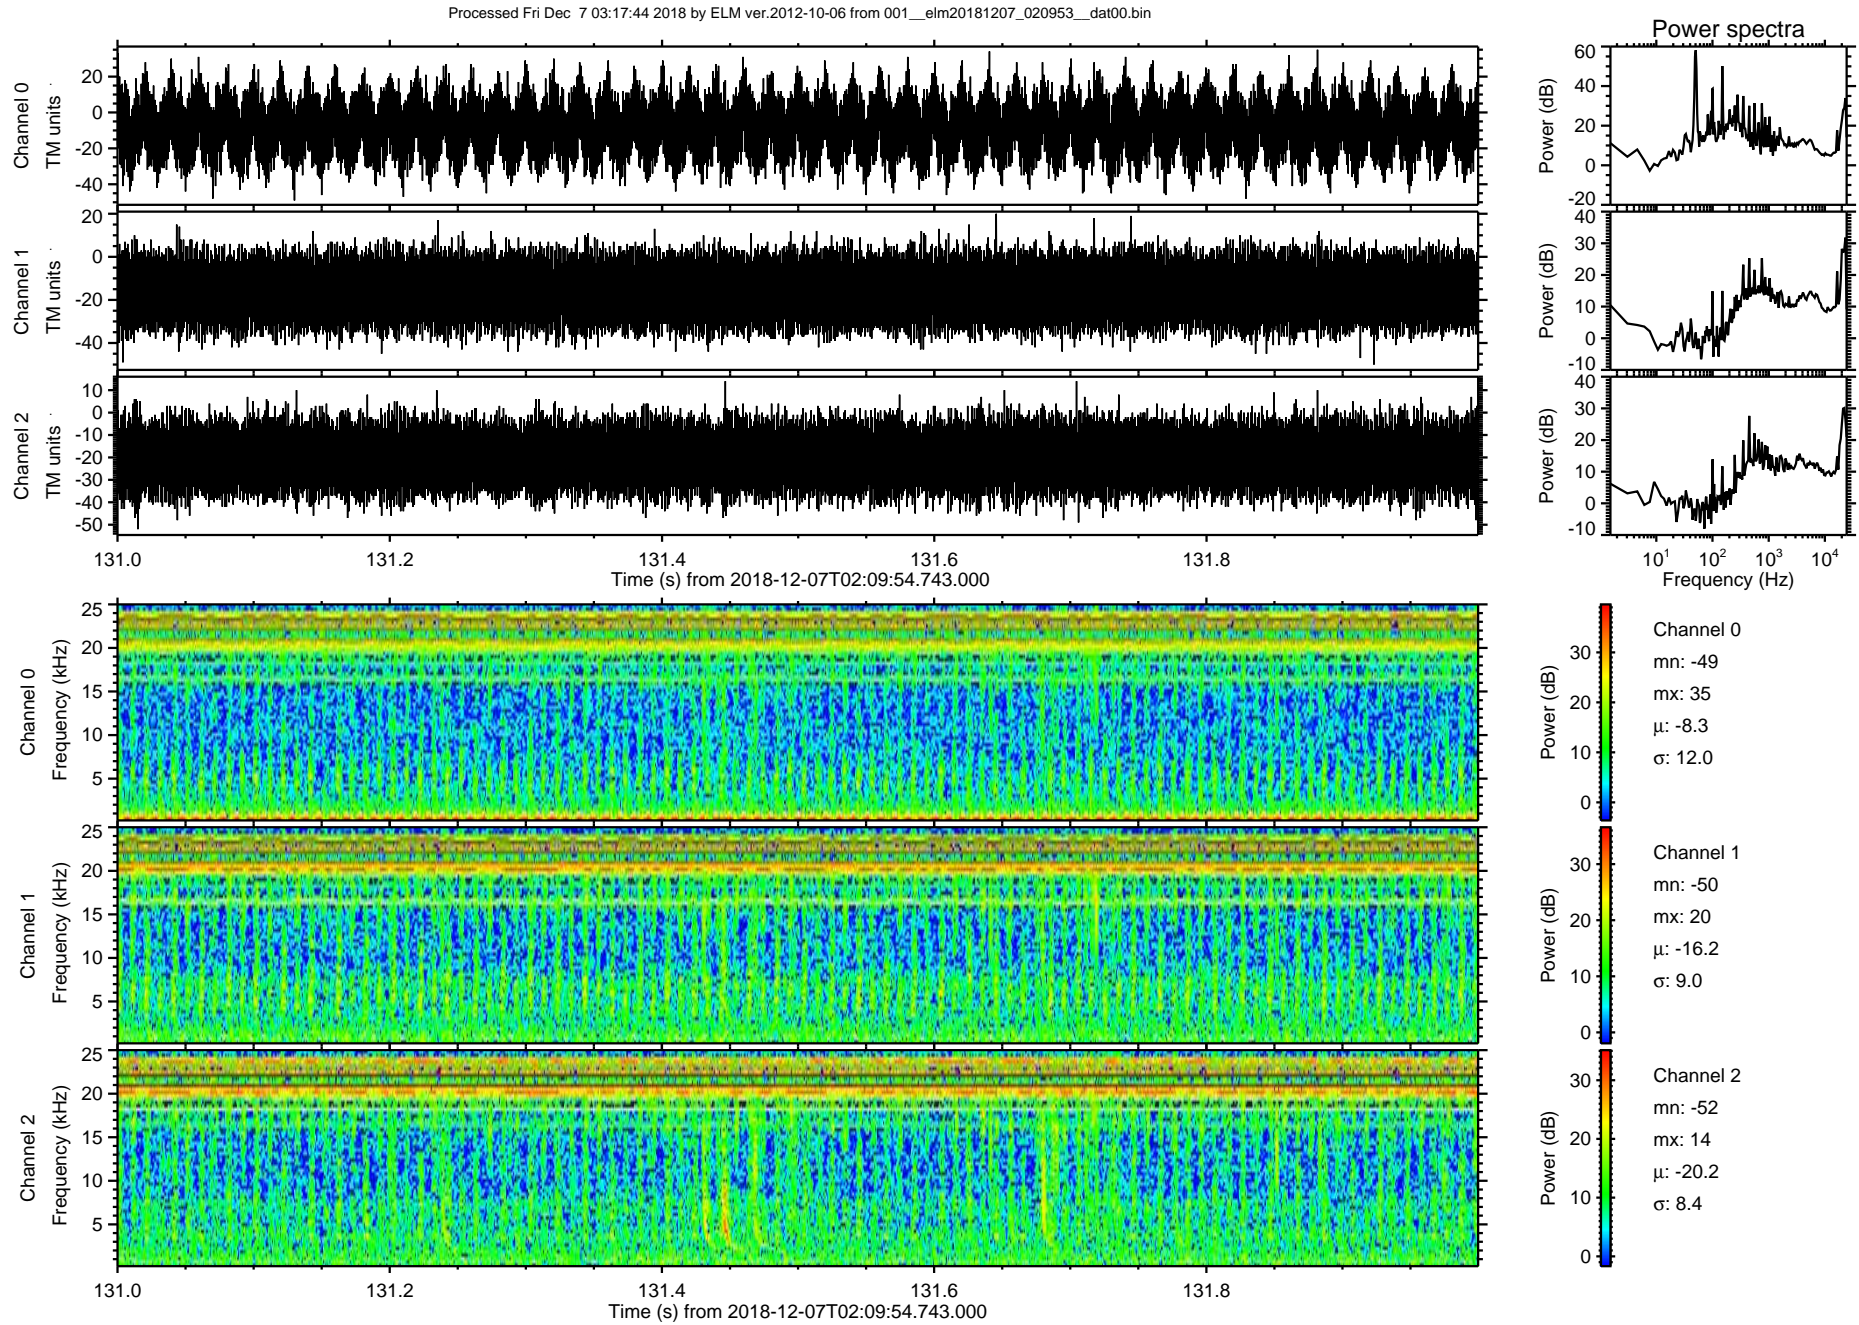 Processed Fri Dec  7 03:17:44 2018 by ELM ver.2012-10-06 from 001__elm20181207_020953__dat00.bin
Power spectra
Channel 0
TM units
20
0
-20
-40
Power (dB)
60
40
20
0
-20
Channel 1
TM units
20
0
-20
-40
Power (dB)
40
30
20
10
0
-10
Channel 2
TM units
10
0
-10
-20
-30
-40
-50
Power (dB)
40
30
20
10
0
-10
131.0 131.2 131.4 131.6 131.8
Time (s) from 2018-12-07T02:09:54.743.000
10¹ 10² 10³ 10⁴
Frequency (Hz)
Channel 0
Frequency (kHz)
25
20
15
10
5
Power (dB)
30
20
10
0
Channel 0
mn: -49
mx: 35
μ: -8.3
σ: 12.0
Channel 1
Frequency (kHz)
25
20
15
10
5
Power (dB)
30
20
10
0
Channel 1
mn: -50
mx: 20
μ: -16.2
σ: 9.0
Channel 2
Frequency (kHz)
25
20
15
10
5
Power (dB)
30
20
10
0
Channel 2
mn: -52
mx: 14
μ: -20.2
σ: 8.4
131.0 131.2 131.4 131.6 131.8
Time (s) from 2018-12-07T02:09:54.743.000